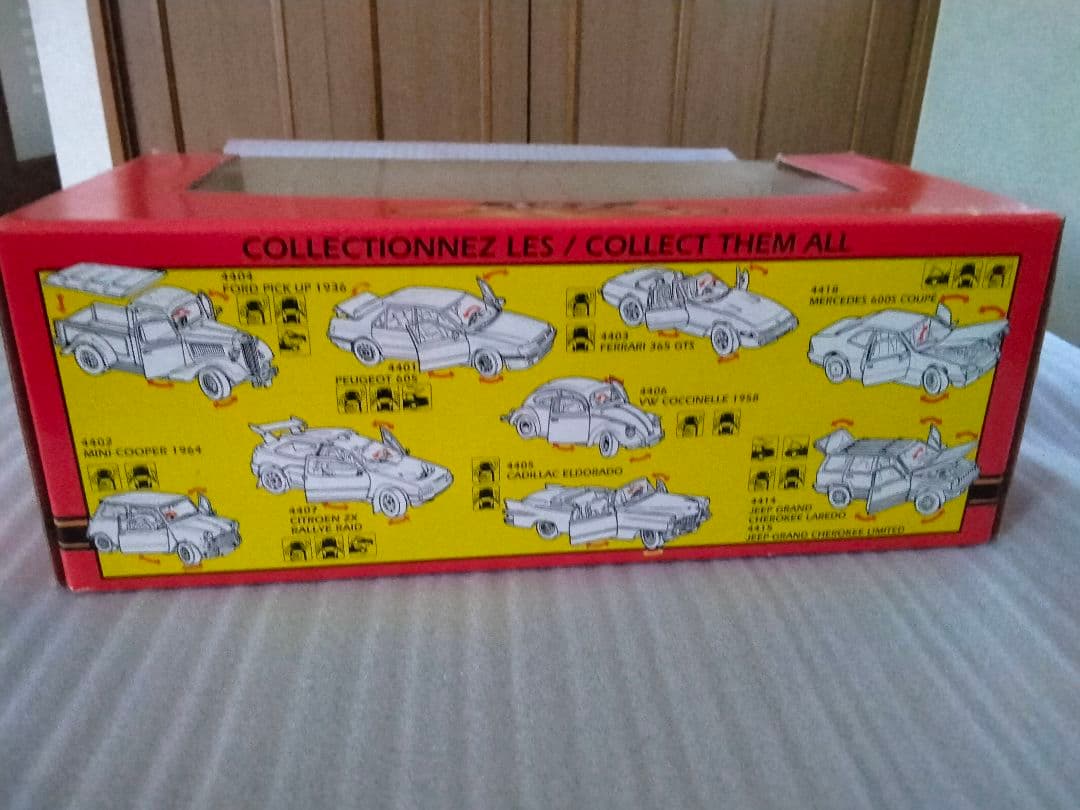 COLLECTIONNEZ LES / COLLECT THEM ALL
4404
FORD PICK UP 1936
4401
PEUGEOT 605
4403
FERRARI 365 GTS
4418
MERCEDES 600S COUPE
4402
MINI-COOPER 1964
4407
CITROEN ZX
RALLYE RAID
4406
VW COCCINELLE 1958
4405
CADILLAC ELDORADO
4414
JEEP GRAND
CHEROKEE LAREDO
4415
JEEP GRAND CHEROKEE LIMITED